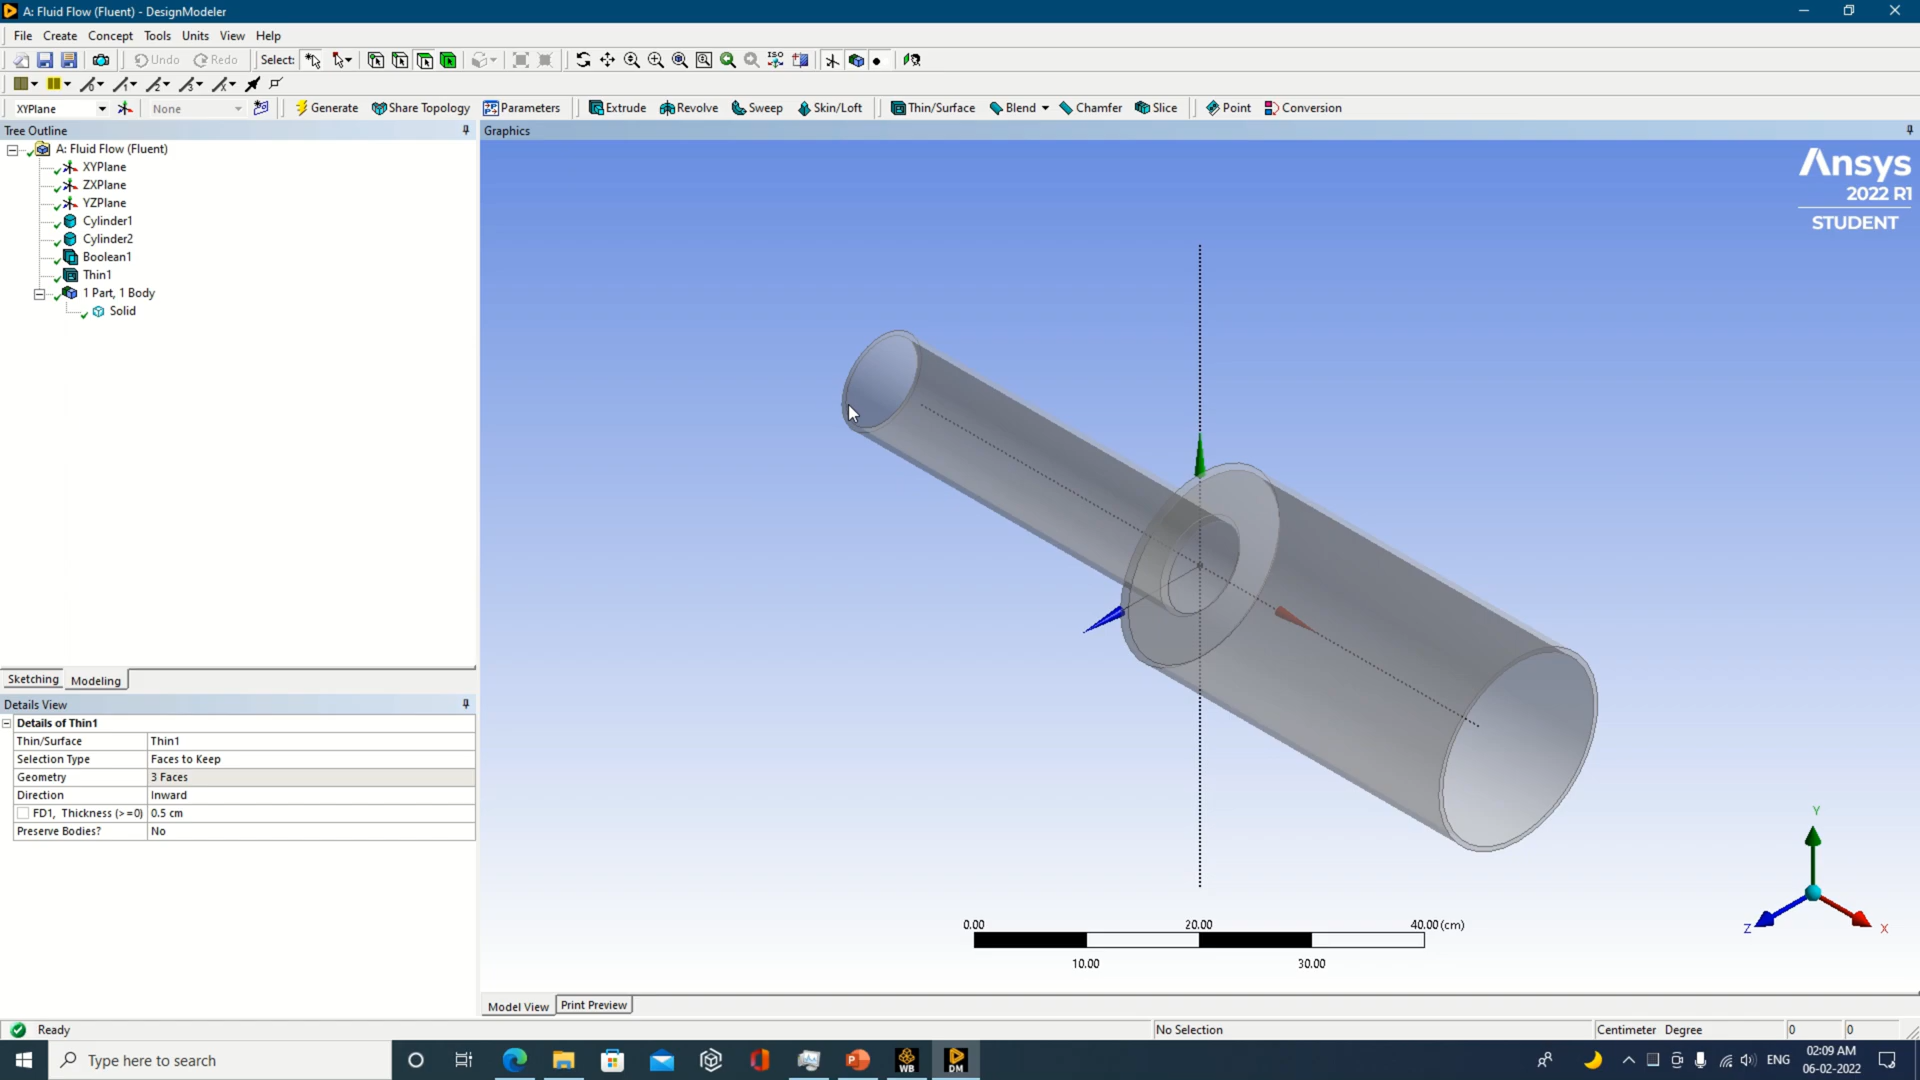 A: Fluid Flow (Fluent) - DesignModeler
File Create Concept Tools Units View Help
Undo Redo Select: ISO
XYPlane None Generate Share Topology Parameters Extrude Revolve Sweep Skin/Loft Thin/Surface Blend Chamfer Slice Point Conversion
Tree Outline
A: Fluid Flow (Fluent)
XYPlane
ZXPlane
YZPlane
Cylinder1
Cylinder2
Boolean1
Thin1
1 Part, 1 Body
Solid
Sketching Modeling
Details View
Details of Thin1
Thin/Surface Thin1
Selection Type Faces to Keep
Geometry 3 Faces
Direction Inward
FD1, Thickness (>=0) 0.5 cm
Preserve Bodies? No
Graphics
Ansys
2022 R1
STUDENT
0.00 20.00 40.00 (cm)
10.00 30.00
Y
Z X
Model View Print Preview
Ready No Selection Centimeter Degree 0 0
Type here to search WB DM ENG 02:09 AM
06-02-2022